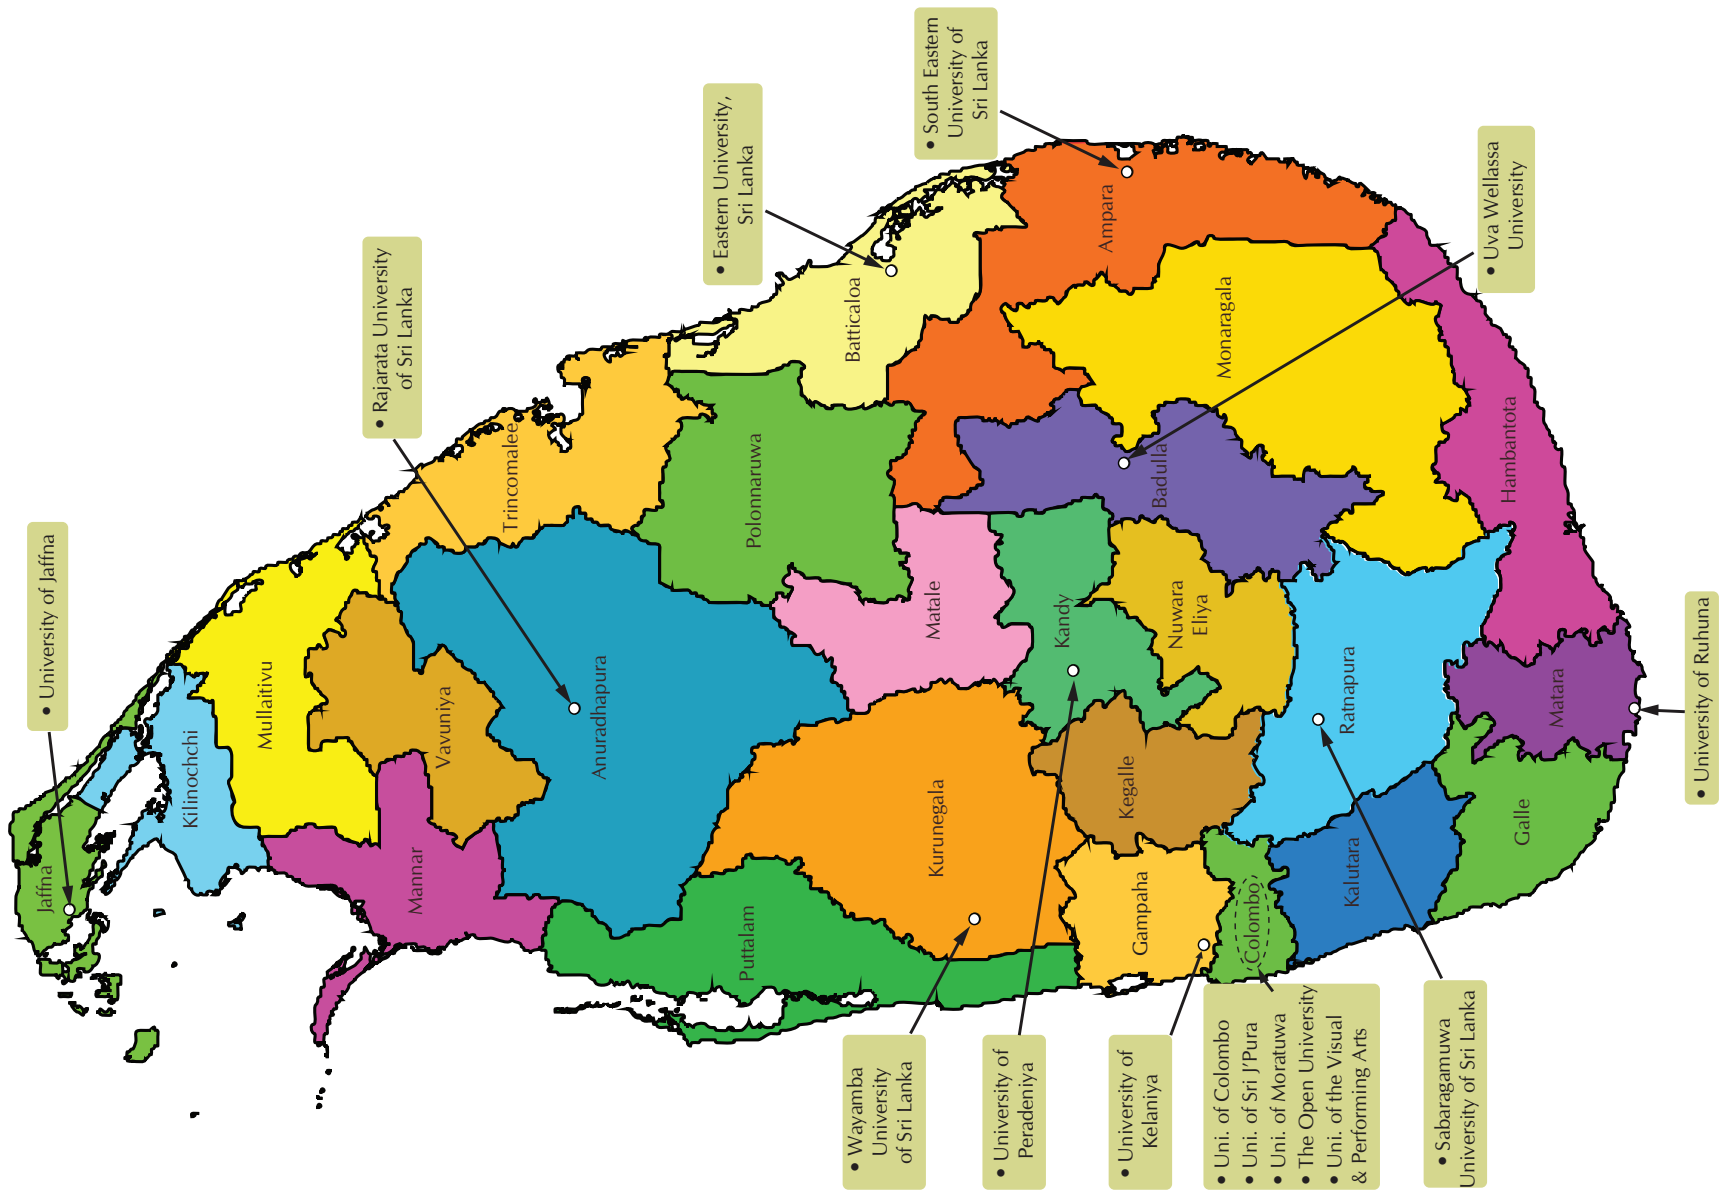 • University of Jaffna
• Rajarata University
of Sri Lanka
• Eastern University,
Sri Lanka
• South Eastern
University of
Sri Lanka
• Uva Wellassa
University
• University of Ruhuna
• Wayamba
University
of Sri Lanka
• University of
Peradeniya
• University of
Kelaniya
• Uni. of Colombo
• Uni. of Sri J'Pura
• Uni. of Moratuwa
• The Open University
• Uni. of the Visual
& Performing Arts
• Sabaragamuwa
University of Sri Lanka
Jaffna
Kilinochchi
Mullaitivu
Mannar
Vavuniya
Trincomalee
Anuradhapura
Polonnaruwa
Batticaloa
Puttalam
Kurunegala
Matale
Kandy
Ampara
Badulla
Monaragala
Nuwara
Eliya
Kegalle
Gampaha
Colombo
Kalutara
Ratnapura
Hambantota
Matara
Galle